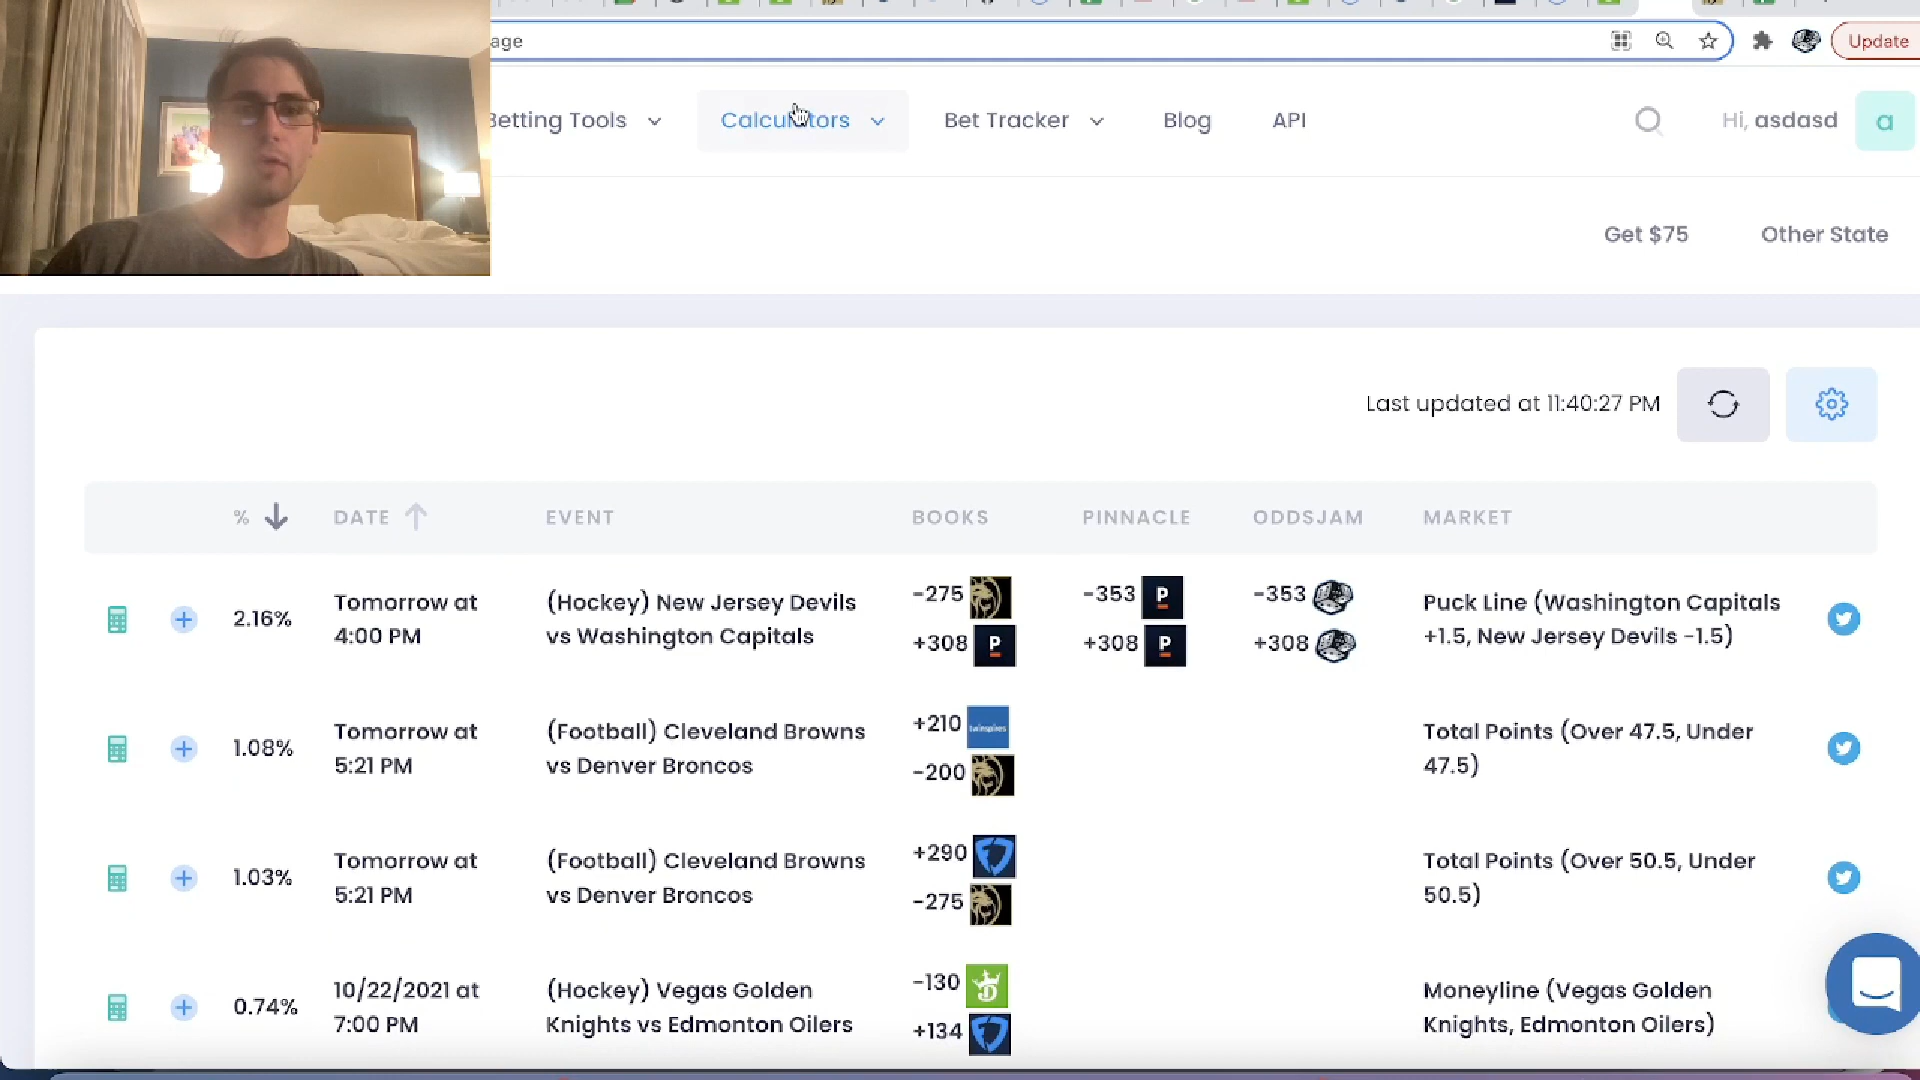 age
Update
Betting Tools
Calculators
Bet Tracker
Blog
API
Hi, asdasd
a
Get $75
Other State
Last updated at 11:40:27 PM
%
DATE
EVENT
BOOKS
PINNACLE
ODDSJAM
MARKET
2.16%
Tomorrow at
4:00 PM
(Hockey) New Jersey Devils
vs Washington Capitals
-275
+308 P
-353 P
+308 P
-353
+308
Puck Line (Washington Capitals
+1.5, New Jersey Devils -1.5)
1.08%
Tomorrow at
5:21 PM
(Football) Cleveland Browns
vs Denver Broncos
+210 twinspires
-200
Total Points (Over 47.5, Under
47.5)
1.03%
Tomorrow at
5:21 PM
(Football) Cleveland Browns
vs Denver Broncos
+290
-275
Total Points (Over 50.5, Under
50.5)
0.74%
10/22/2021 at
7:00 PM
(Hockey) Vegas Golden
Knights vs Edmonton Oilers
-130 D
+134
Moneyline (Vegas Golden
Knights, Edmonton Oilers)